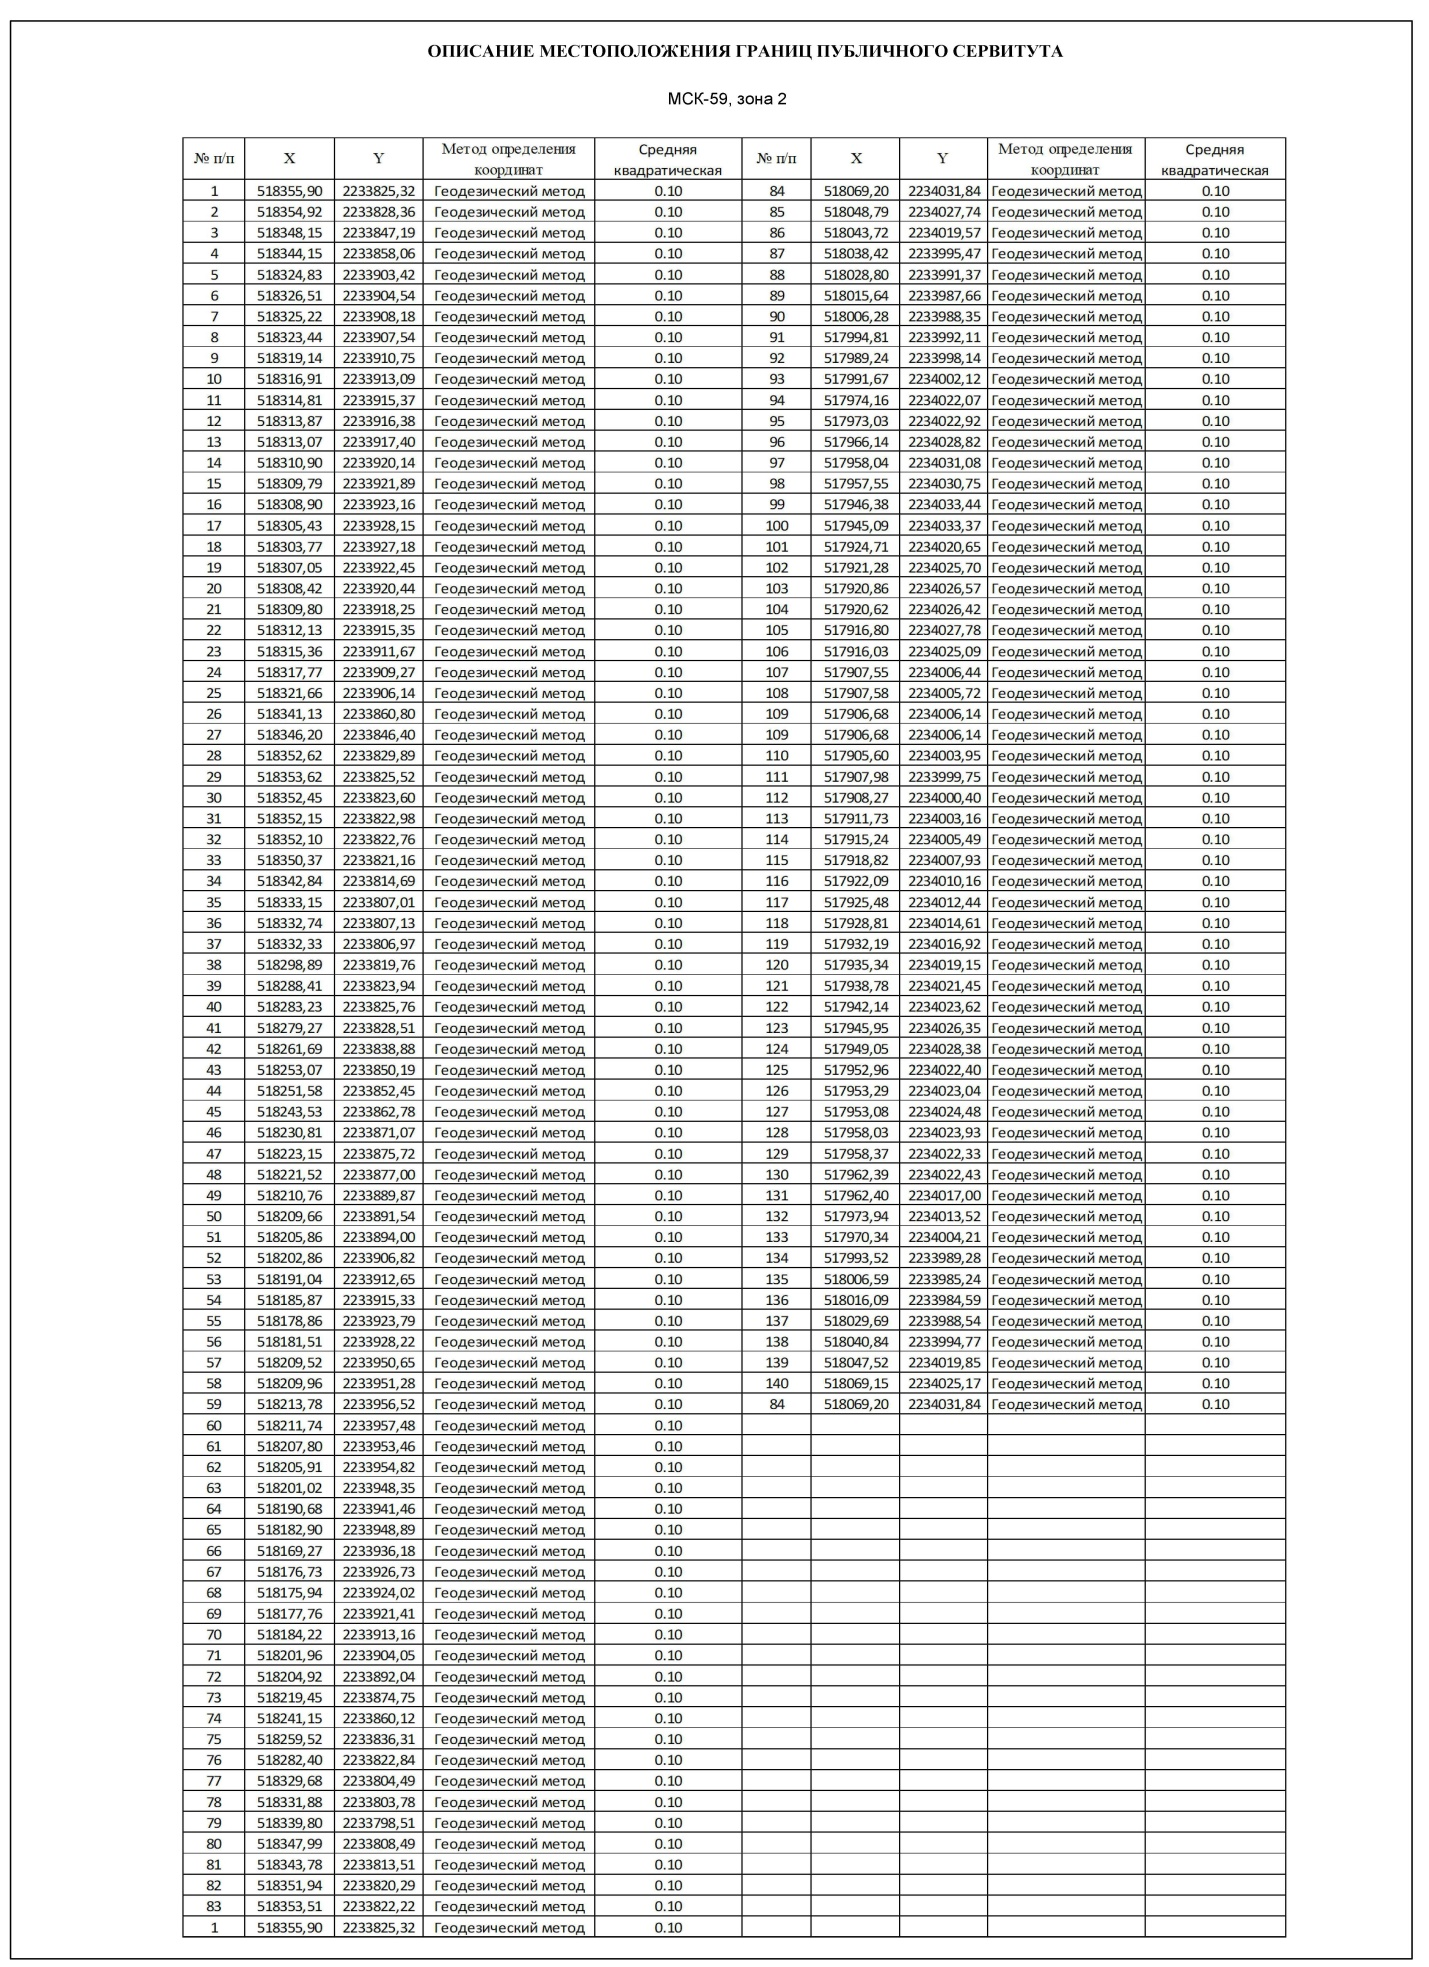 ОПИСАНИЕ МЕСТОПОЛОЖЕНИЯ ГРАНИЦ ПУБЛИЧНОГО СЕРВИТУТА
МСК-59, зона 2
№ п/п X Y Метод определения координат Средняя квадратическая № п/п X Y Метод определения координат Средняя квадратическая
1 518355,90 2233825,32 Геодезический метод 0.10 84 518069,20 2234031,84 Геодезический метод 0.10
2 518354,92 2233828,36 Геодезический метод 0.10 85 518048,79 2234027,74 Геодезический метод 0.10
3 518348,15 2233847,19 Геодезический метод 0.10 86 518043,72 2234019,57 Геодезический метод 0.10
4 518344,15 2233858,06 Геодезический метод 0.10 87 518038,42 2233995,47 Геодезический метод 0.10
5 518324,83 2233903,42 Геодезический метод 0.10 88 518028,80 2233991,37 Геодезический метод 0.10
6 518326,51 2233904,54 Геодезический метод 0.10 89 518015,64 2233987,66 Геодезический метод 0.10
7 518325,22 2233908,18 Геодезический метод 0.10 90 518006,28 2233988,35 Геодезический метод 0.10
8 518323,44 2233907,54 Геодезический метод 0.10 91 517994,81 2233992,11 Геодезический метод 0.10
9 518319,14 2233910,75 Геодезический метод 0.10 92 517989,24 2233998,14 Геодезический метод 0.10
10 518316,91 2233913,09 Геодезический метод 0.10 93 517991,67 2234002,12 Геодезический метод 0.10
11 518314,81 2233915,37 Геодезический метод 0.10 94 517974,16 2234022,07 Геодезический метод 0.10
12 518313,87 2233916,38 Геодезический метод 0.10 95 517973,03 2234022,92 Геодезический метод 0.10
13 518313,07 2233917,40 Геодезический метод 0.10 96 517966,14 2234028,82 Геодезический метод 0.10
14 518310,90 2233920,14 Геодезический метод 0.10 97 517958,04 2234031,08 Геодезический метод 0.10
15 518309,79 2233921,89 Геодезический метод 0.10 98 517957,55 2234030,75 Геодезический метод 0.10
16 518308,90 2233923,16 Геодезический метод 0.10 99 517946,38 2234033,44 Геодезический метод 0.10
17 518305,43 2233928,15 Геодезический метод 0.10 100 517945,09 2234033,37 Геодезический метод 0.10
18 518303,77 2233927,18 Геодезический метод 0.10 101 517924,71 2234020,65 Геодезический метод 0.10
19 518307,05 2233922,45 Геодезический метод 0.10 102 517921,28 2234025,70 Геодезический метод 0.10
20 518308,42 2233920,44 Геодезический метод 0.10 103 517920,86 2234026,57 Геодезический метод 0.10
21 518309,80 2233918,25 Геодезический метод 0.10 104 517920,62 2234026,42 Геодезический метод 0.10
22 518312,13 2233915,35 Геодезический метод 0.10 105 517916,80 2234027,78 Геодезический метод 0.10
23 518315,36 2233911,67 Геодезический метод 0.10 106 517916,03 2234025,09 Геодезический метод 0.10
24 518317,77 2233909,27 Геодезический метод 0.10 107 517907,55 2234006,44 Геодезический метод 0.10
25 518321,66 2233906,14 Геодезический метод 0.10 108 517907,58 2234005,72 Геодезический метод 0.10
26 518341,13 2233860,80 Геодезический метод 0.10 109 517906,68 2234006,14 Геодезический метод 0.10
27 518346,20 2233846,40 Геодезический метод 0.10 109 517906,68 2234006,14 Геодезический метод 0.10
28 518352,62 2233829,89 Геодезический метод 0.10 110 517905,60 2234003,95 Геодезический метод 0.10
29 518353,62 2233825,52 Геодезический метод 0.10 111 517907,98 2233999,75 Геодезический метод 0.10
30 518352,45 2233823,60 Геодезический метод 0.10 112 517908,27 2234000,40 Геодезический метод 0.10
31 518352,15 2233822,98 Геодезический метод 0.10 113 517911,73 2234003,16 Геодезический метод 0.10
32 518352,10 2233822,76 Геодезический метод 0.10 114 517915,24 2234005,49 Геодезический метод 0.10
33 518350,37 2233821,16 Геодезический метод 0.10 115 517918,82 2234007,93 Геодезический метод 0.10
34 518342,84 2233814,69 Геодезический метод 0.10 116 517922,09 2234010,16 Геодезический метод 0.10
35 518333,15 2233807,01 Геодезический метод 0.10 117 517925,48 2234012,44 Геодезический метод 0.10
36 518332,74 2233807,13 Геодезический метод 0.10 118 517928,81 2234014,61 Геодезический метод 0.10
37 518332,33 2233806,97 Геодезический метод 0.10 119 517932,19 2234016,92 Геодезический метод 0.10
38 518298,89 2233819,76 Геодезический метод 0.10 120 517935,34 2234019,15 Геодезический метод 0.10
39 518288,41 2233823,94 Геодезический метод 0.10 121 517938,78 2234021,45 Геодезический метод 0.10
40 518283,23 2233825,76 Геодезический метод 0.10 122 517942,14 2234023,62 Геодезический метод 0.10
41 518279,27 2233828,51 Геодезический метод 0.10 123 517945,95 2234026,35 Геодезический метод 0.10
42 518261,69 2233838,88 Геодезический метод 0.10 124 517949,05 2234028,38 Геодезический метод 0.10
43 518253,07 2233850,19 Геодезический метод 0.10 125 517952,96 2234022,40 Геодезический метод 0.10
44 518251,58 2233852,45 Геодезический метод 0.10 126 517953,29 2234023,04 Геодезический метод 0.10
45 518243,53 2233862,78 Геодезический метод 0.10 127 517953,08 2234024,48 Геодезический метод 0.10
46 518230,81 2233871,07 Геодезический метод 0.10 128 517958,03 2234023,93 Геодезический метод 0.10
47 518223,15 2233875,72 Геодезический метод 0.10 129 517958,37 2234022,33 Геодезический метод 0.10
48 518221,52 2233877,00 Геодезический метод 0.10 130 517962,39 2234022,43 Геодезический метод 0.10
49 518210,76 2233889,87 Геодезический метод 0.10 131 517962,40 2234017,00 Геодезический метод 0.10
50 518209,66 2233891,54 Геодезический метод 0.10 132 517973,94 2234013,52 Геодезический метод 0.10
51 518205,86 2233894,00 Геодезический метод 0.10 133 517970,34 2234004,21 Геодезический метод 0.10
52 518202,86 2233906,82 Геодезический метод 0.10 134 517993,52 2233989,28 Геодезический метод 0.10
53 518191,04 2233912,65 Геодезический метод 0.10 135 518006,59 2233985,24 Геодезический метод 0.10
54 518185,87 2233915,33 Геодезический метод 0.10 136 518016,09 2233984,59 Геодезический метод 0.10
55 518178,86 2233923,79 Геодезический метод 0.10 137 518029,69 2233988,54 Геодезический метод 0.10
56 518181,51 2233928,22 Геодезический метод 0.10 138 518040,84 2233994,77 Геодезический метод 0.10
57 518209,52 2233950,65 Геодезический метод 0.10 139 518047,52 2234019,85 Геодезический метод 0.10
58 518209,96 2233951,28 Геодезический метод 0.10 140 518069,15 2234025,17 Геодезический метод 0.10
59 518213,78 2233956,52 Геодезический метод 0.10 84 518069,20 2234031,84 Геодезический метод 0.10
60 518211,74 2233957,48 Геодезический метод 0.10
61 518207,80 2233953,46 Геодезический метод 0.10
62 518205,91 2233954,82 Геодезический метод 0.10
63 518201,02 2233948,35 Геодезический метод 0.10
64 518190,68 2233941,46 Геодезический метод 0.10
65 518182,90 2233948,89 Геодезический метод 0.10
66 518169,27 2233936,18 Геодезический метод 0.10
67 518176,73 2233926,73 Геодезический метод 0.10
68 518175,94 2233924,02 Геодезический метод 0.10
69 518177,76 2233921,41 Геодезический метод 0.10
70 518184,22 2233913,16 Геодезический метод 0.10
71 518201,96 2233904,05 Геодезический метод 0.10
72 518204,92 2233892,04 Геодезический метод 0.10
73 518219,45 2233874,75 Геодезический метод 0.10
74 518241,15 2233860,12 Геодезический метод 0.10
75 518259,52 2233836,31 Геодезический метод 0.10
76 518282,40 2233822,84 Геодезический метод 0.10
77 518329,68 2233804,49 Геодезический метод 0.10
78 518331,88 2233803,78 Геодезический метод 0.10
79 518339,80 2233798,51 Геодезический метод 0.10
80 518347,99 2233808,49 Геодезический метод 0.10
81 518343,78 2233813,51 Геодезический метод 0.10
82 518351,94 2233820,29 Геодезический метод 0.10
83 518353,51 2233822,22 Геодезический метод 0.10
1 518355,90 2233825,32 Геодезический метод 0.10